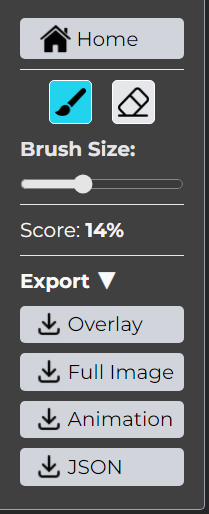 Home
Brush Size:
Score: 14%
Export ▼
Overlay
Full Image
Animation
JSON